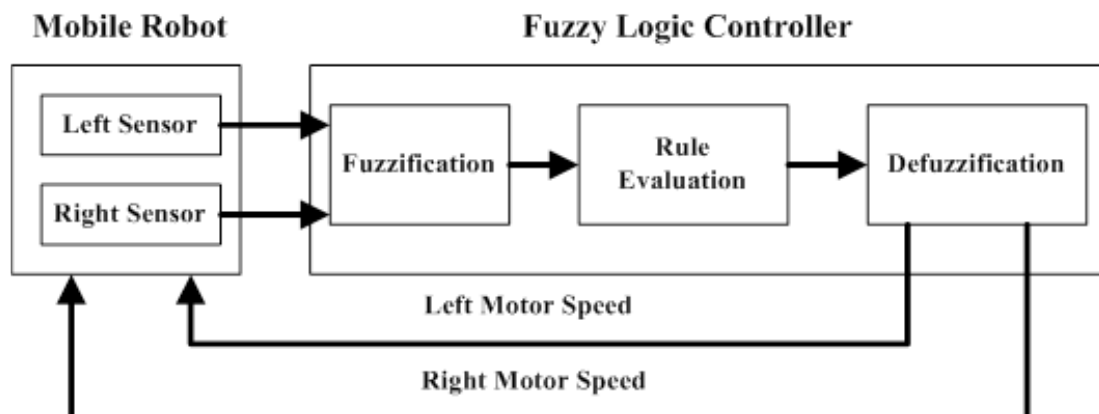 Mobile Robot
Fuzzy Logic Controller
Left Sensor
Right Sensor
Fuzzification
Rule
Evaluation
Defuzzification
Left Motor Speed
Right Motor Speed